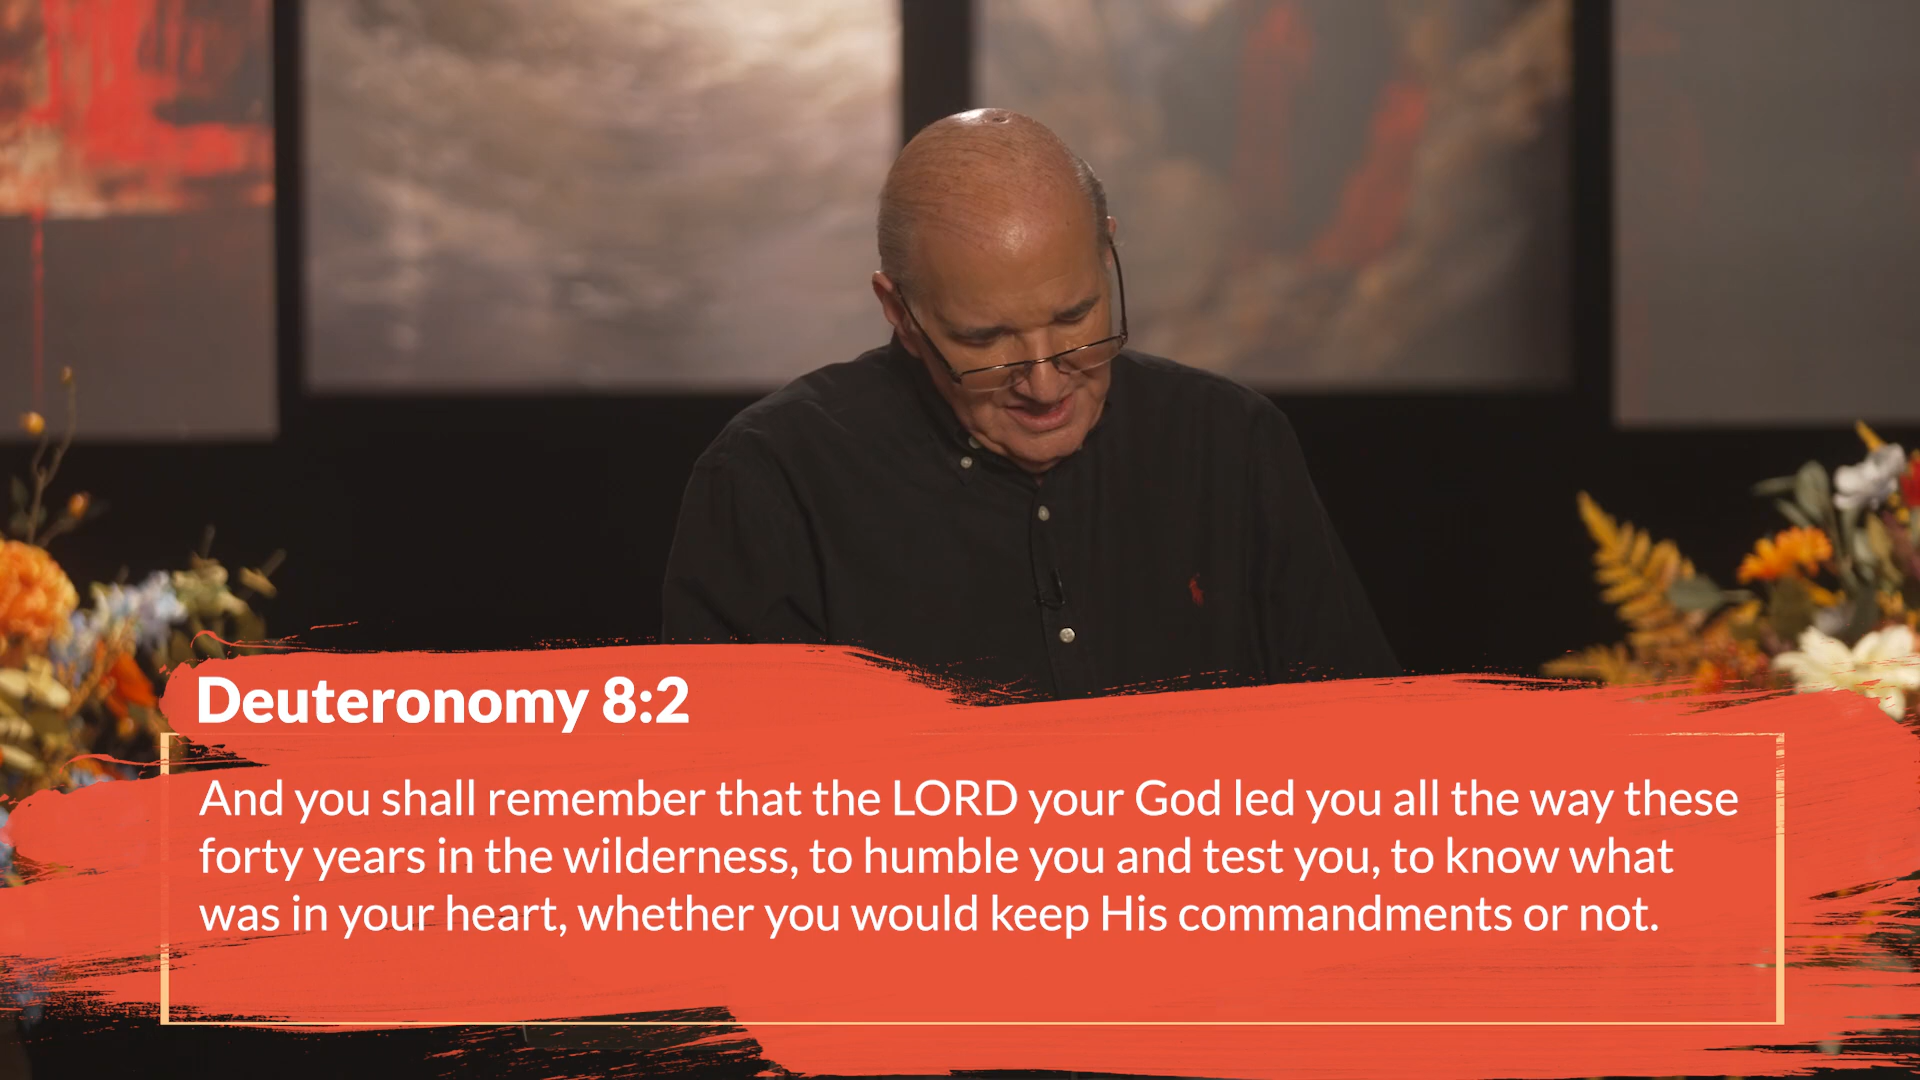 Deuteronomy 8:2
And you shall remember that the LORD your God led you all the way these
forty years in the wilderness, to humble you and test you, to know what
was in your heart, whether you would keep His commandments or not.